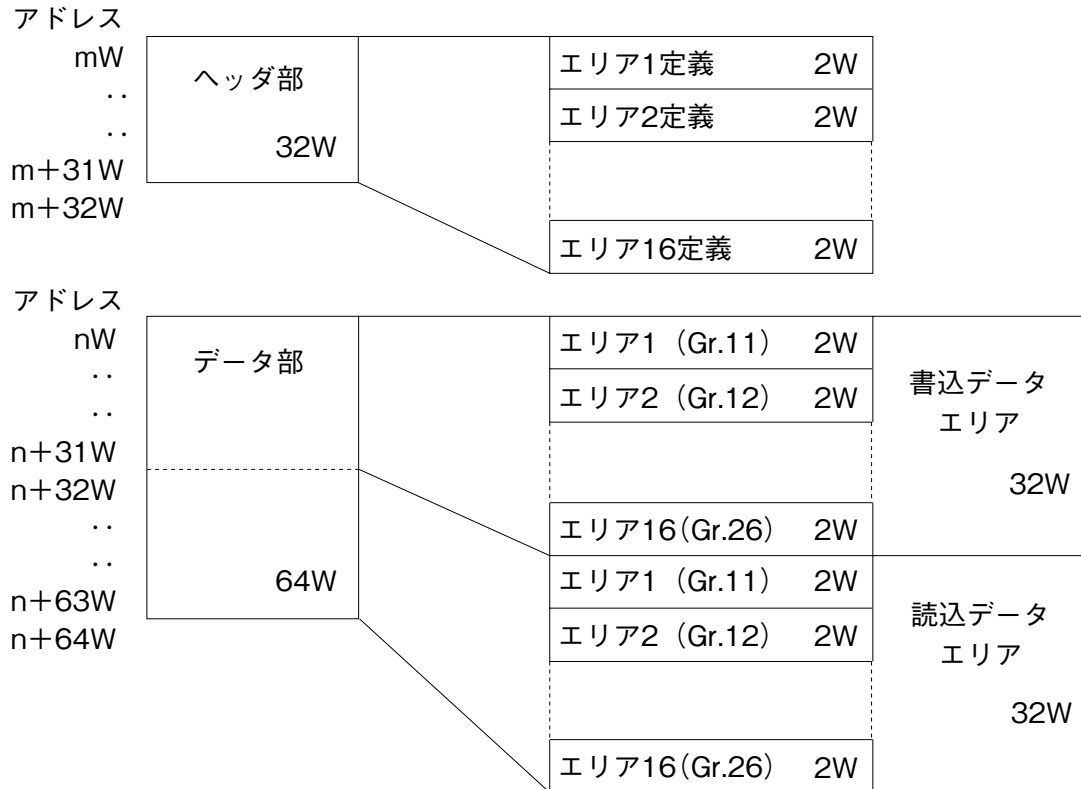 アドレス
mW
‥
‥
m＋31W
m＋32W
ヘッダ部
32W
エリア1定義 2W
エリア2定義 2W
エリア16定義 2W
アドレス
nW
‥
‥
n＋31W
n＋32W
‥
‥
n＋63W
n＋64W
データ部
64W
エリア1（Gr.11） 2W
エリア2（Gr.12） 2W
エリア16（Gr.26） 2W
書込データ
エリア
32W
エリア1（Gr.11） 2W
エリア2（Gr.12） 2W
エリア16（Gr.26） 2W
読込データ
エリア
32W